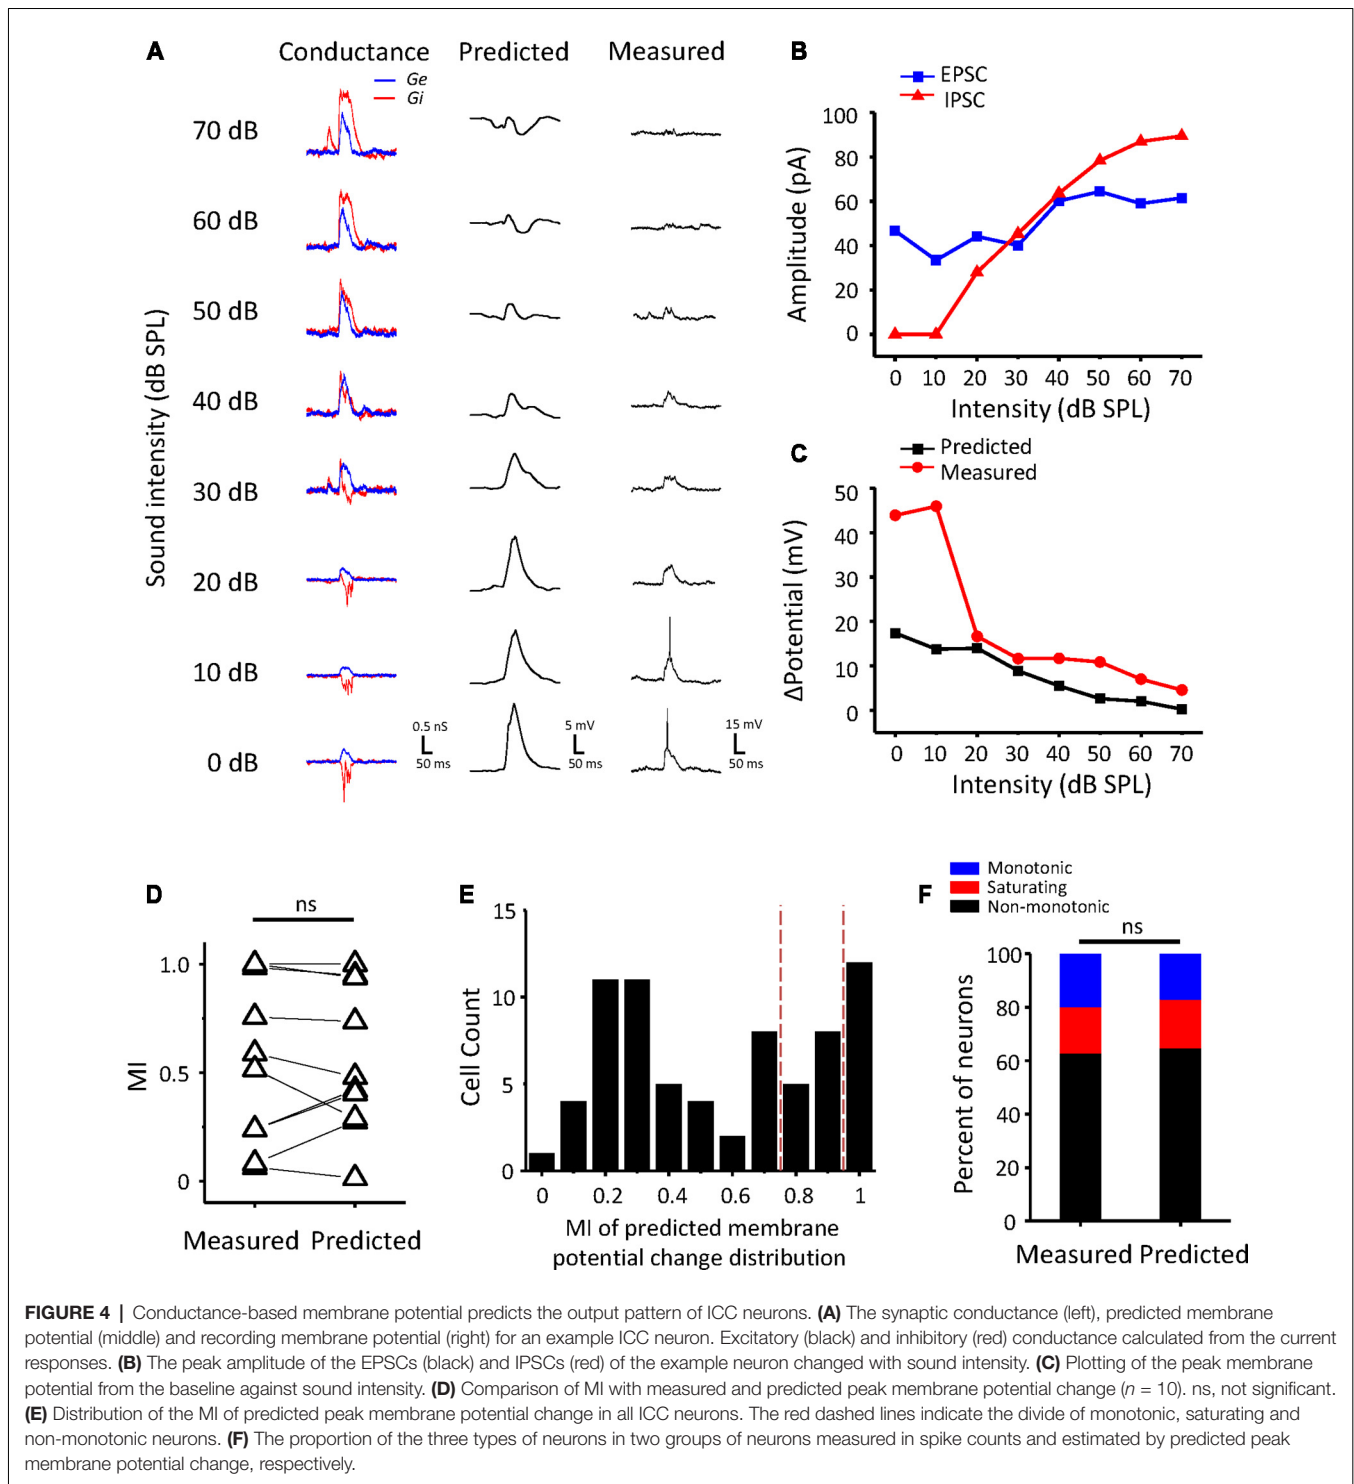 A
Conductance Predicted Measured
Ge
Gi
Sound intensity (dB SPL)
70 dB
60 dB
50 dB
40 dB
30 dB
20 dB
10 dB
0 dB
0.5 nS
50 ms
5 mV
50 ms
15 mV
50 ms
B
EPSC
IPSC
Amplitude (pA)
100
80
60
40
20
0
0 10 20 30 40 50 60 70
Intensity (dB SPL)
C
Predicted
Measured
ΔPotential (mV)
50
40
30
20
10
0
0 10 20 30 40 50 60 70
Intensity (dB SPL)
D
ns
MI
1.0
0.5
0
Measured Predicted
E
Cell Count
15
10
5
0
0 0.2 0.4 0.6 0.8 1
MI of predicted membrane
potential change distribution
F
Monotonic
Saturating
Non-monotonic
ns
Percent of neurons
100
80
60
40
20
0
Measured Predicted
FIGURE 4 | Conductance-based membrane potential predicts the output pattern of ICC neurons. (A) The synaptic conductance (left), predicted membrane
potential (middle) and recording membrane potential (right) for an example ICC neuron. Excitatory (black) and inhibitory (red) conductance calculated from the current
responses. (B) The peak amplitude of the EPSCs (black) and IPSCs (red) of the example neuron changed with sound intensity. (C) Plotting of the peak membrane
potential from the baseline against sound intensity. (D) Comparison of MI with measured and predicted peak membrane potential change (n = 10). ns, not significant.
(E) Distribution of the MI of predicted peak membrane potential change in all ICC neurons. The red dashed lines indicate the divide of monotonic, saturating and
non-monotonic neurons. (F) The proportion of the three types of neurons in two groups of neurons measured in spike counts and estimated by predicted peak
membrane potential change, respectively.